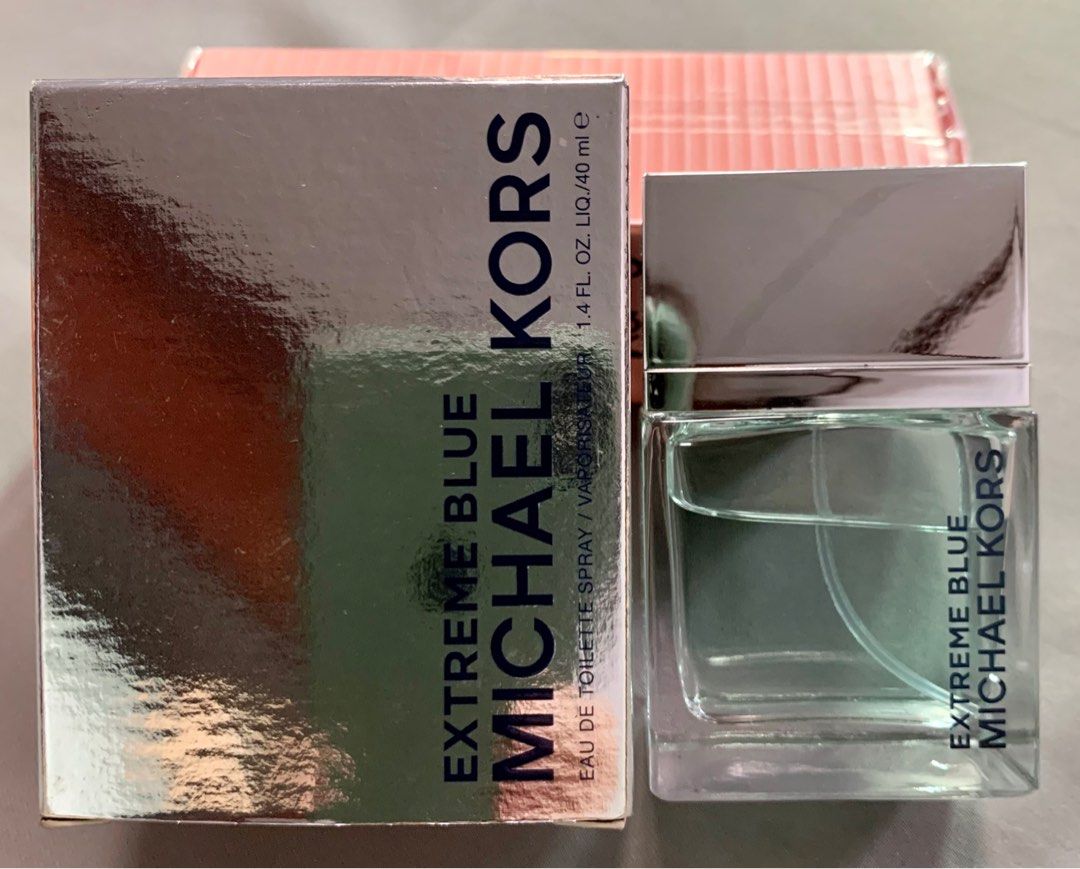 EXTREME BLUE
MICHAEL KORS
EAU DE TOILETTE SPRAY / VAPORISATEUR 1.4 FL. OZ. LIQ./40 ml ℮
EXTREME BLUE
MICHAEL KORS